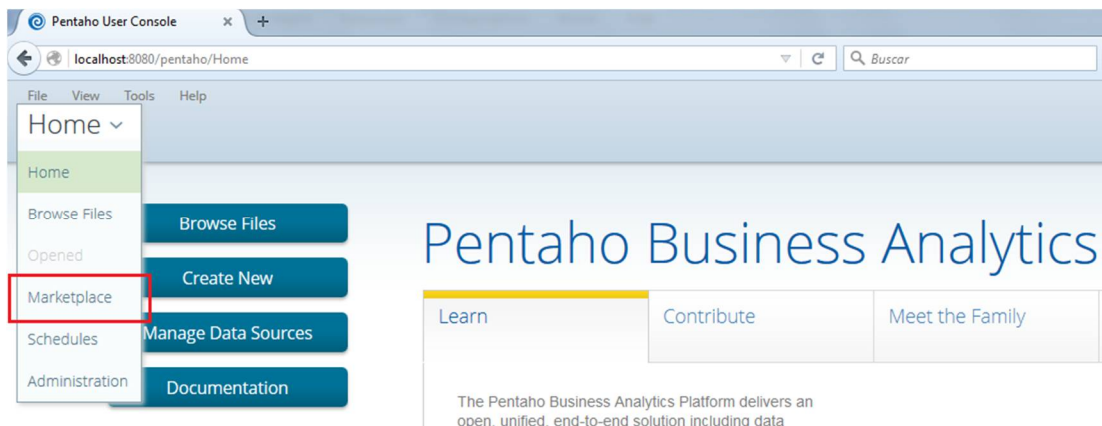 Pentaho User Console × +
localhost:8080/pentaho/Home
Buscar
File View Tools Help
Home
Home
Browse Files
Opened
Marketplace
Schedules
Administration
Browse Files
Create New
Manage Data Sources
Documentation
Pentaho Business Analytics
Learn Contribute Meet the Family
The Pentaho Business Analytics Platform delivers an
open, unified, end-to-end solution including data